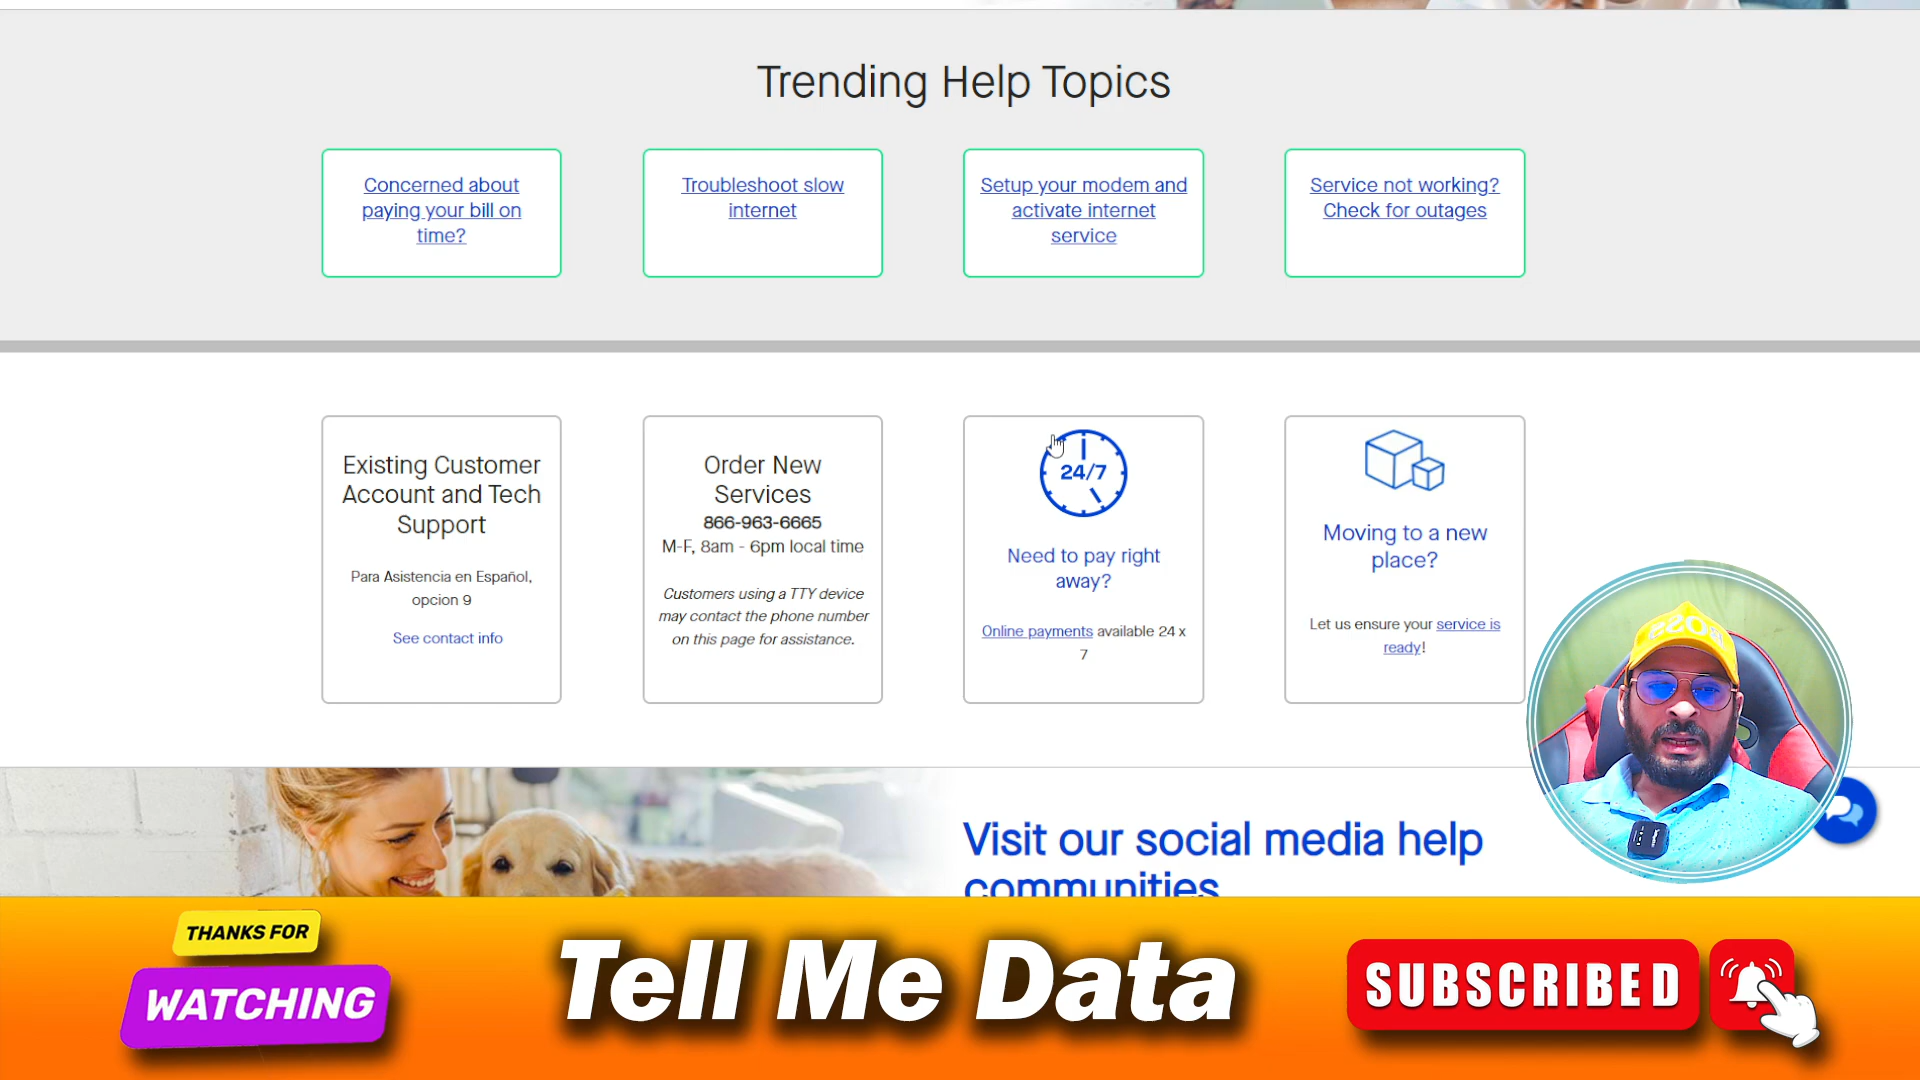 Trending Help Topics
Concerned about
paying your bill on
time?
Troubleshoot slow
internet
Setup your modem and
activate internet
service
Service not working?
Check for outages
Existing Customer
Account and Tech
Support
Para Asistencia en Español,
opcion 9
See contact info
Order New
Services
866-963-6665
M-F, 8am - 6pm local time
Customers using a TTY device
may contact the phone number
on this page for assistance.
24/7
Need to pay right
away?
Online payments available 24 x
7
Moving to a new
place?
Let us ensure your service is
ready!
Visit our social media help
communities
THANKS FOR
WATCHING
Tell Me Data
SUBSCRIBED